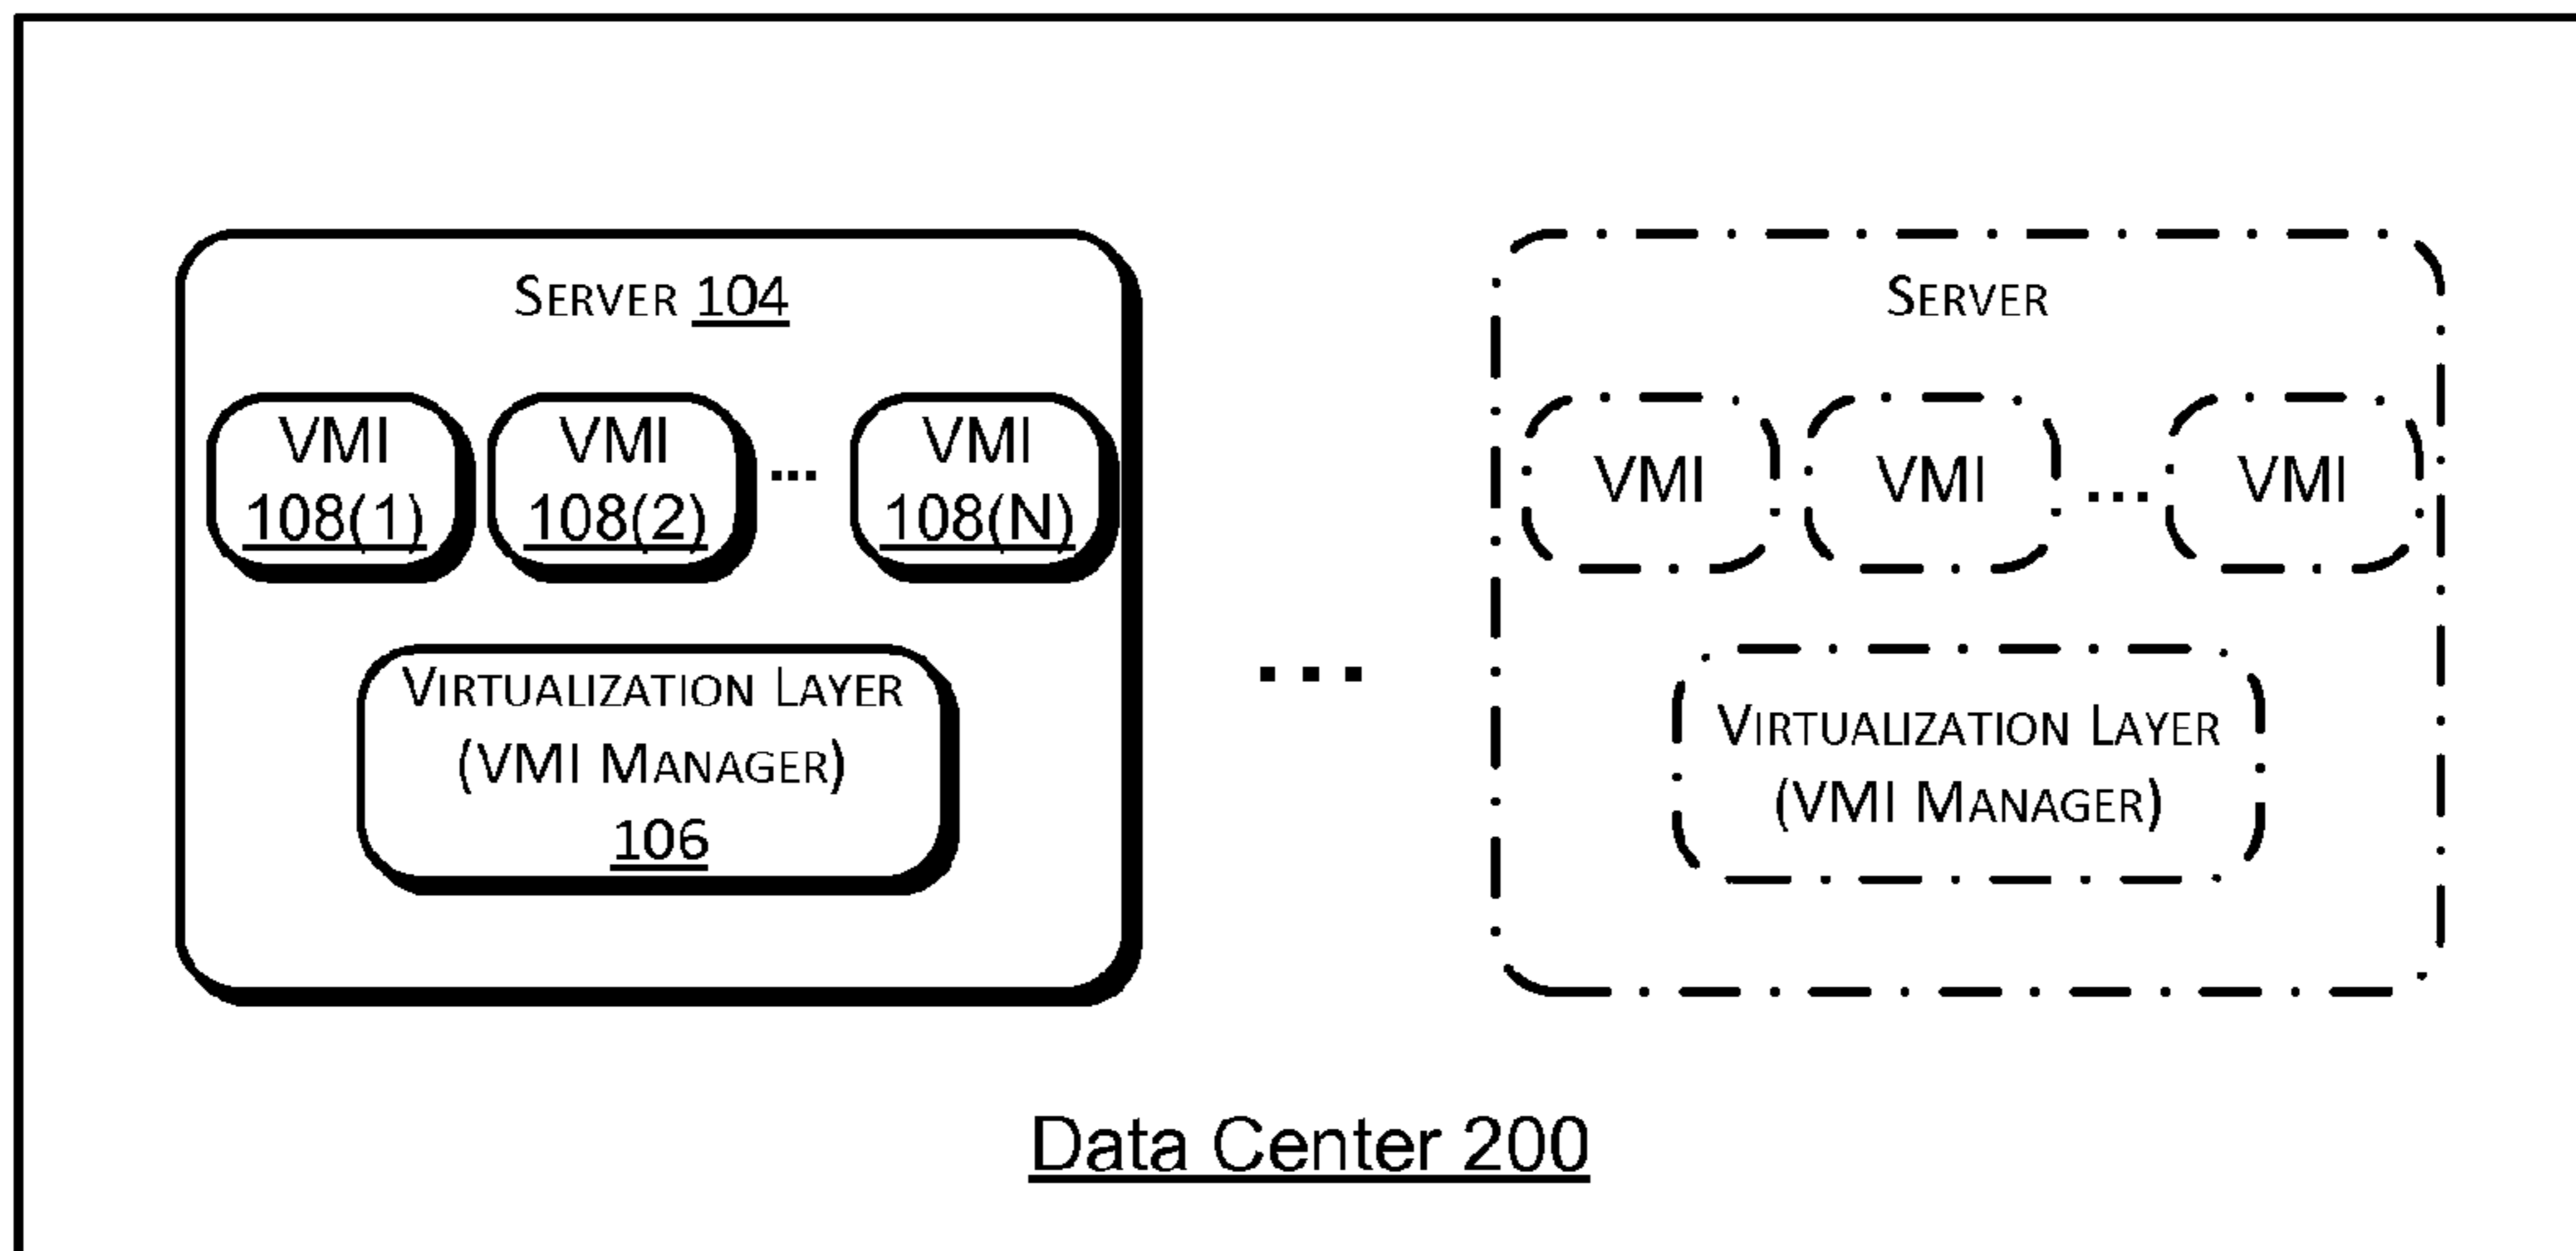 SERVER 104
VMI
108(1)
VMI
108(2)
...
VMI
108(N)
VIRTUALIZATION LAYER
(VMI MANAGER)
106
...
SERVER
VMI
VMI
...
VMI
VIRTUALIZATION LAYER
(VMI MANAGER)
Data Center 200